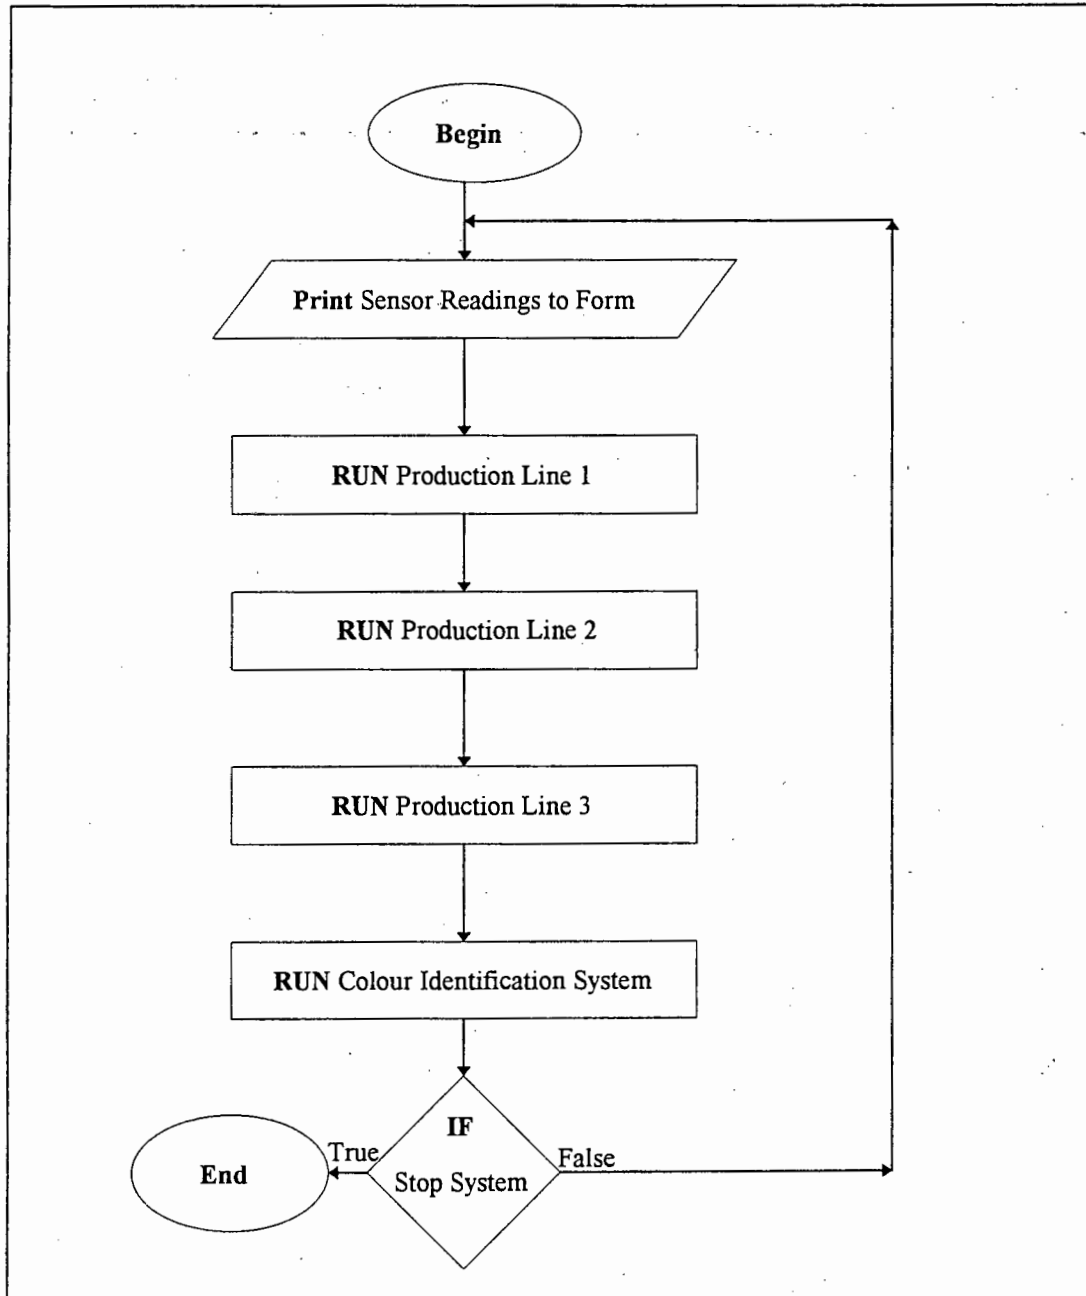 Begin
Print Sensor Readings to Form
RUN Production Line 1
RUN Production Line 2
RUN Production Line 3
RUN Colour Identification System
IF
Stop System
True
False
End